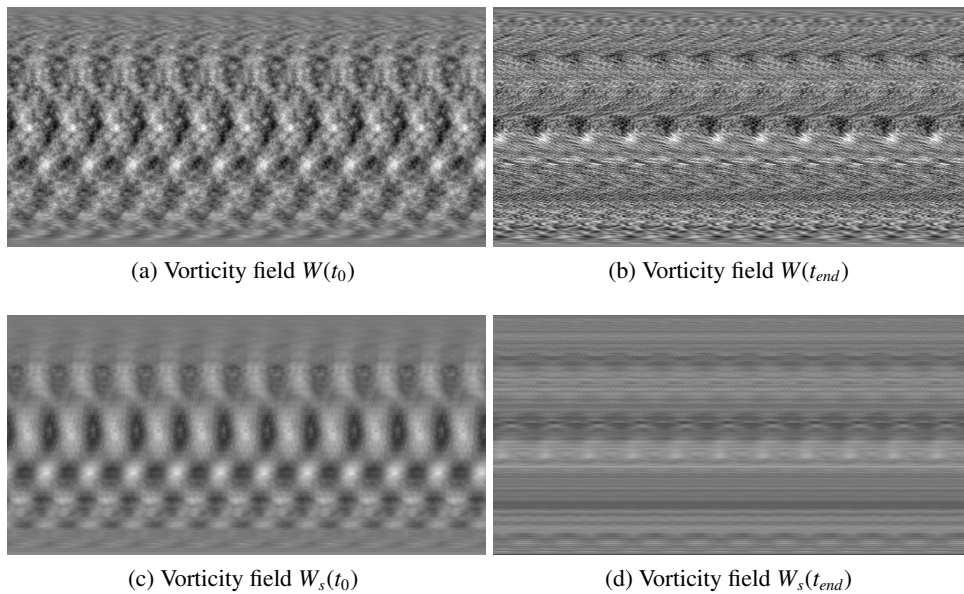 (a) Vorticity field W(t₀)
(b) Vorticity field W(tₑₙd)
(c) Vorticity field Wₛ(t₀)
(d) Vorticity field Wₛ(tₑₙd)